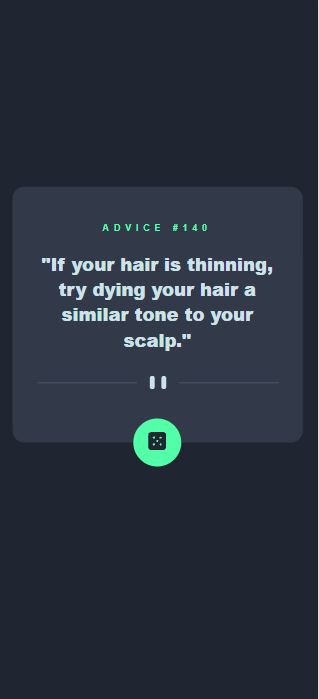 ADVICE #140
"If your hair is thinning,
try dying your hair a
similar tone to your
scalp."